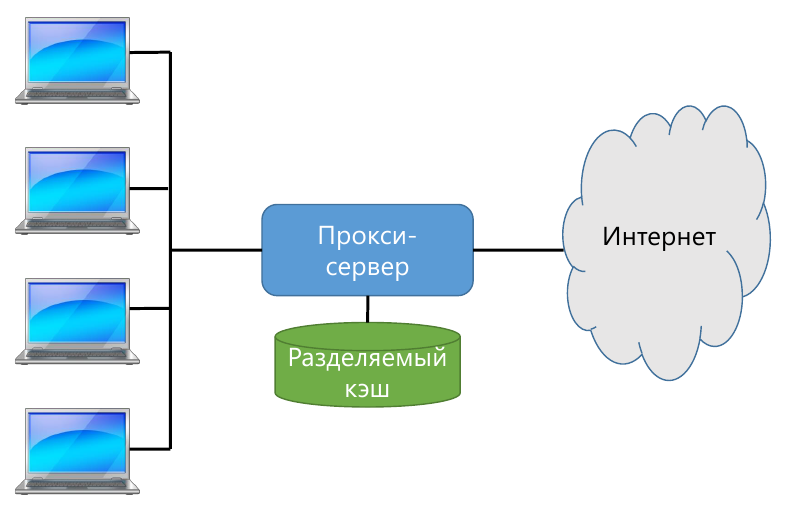 Прокси-
сервер
Интернет
Разделяемый
кэш